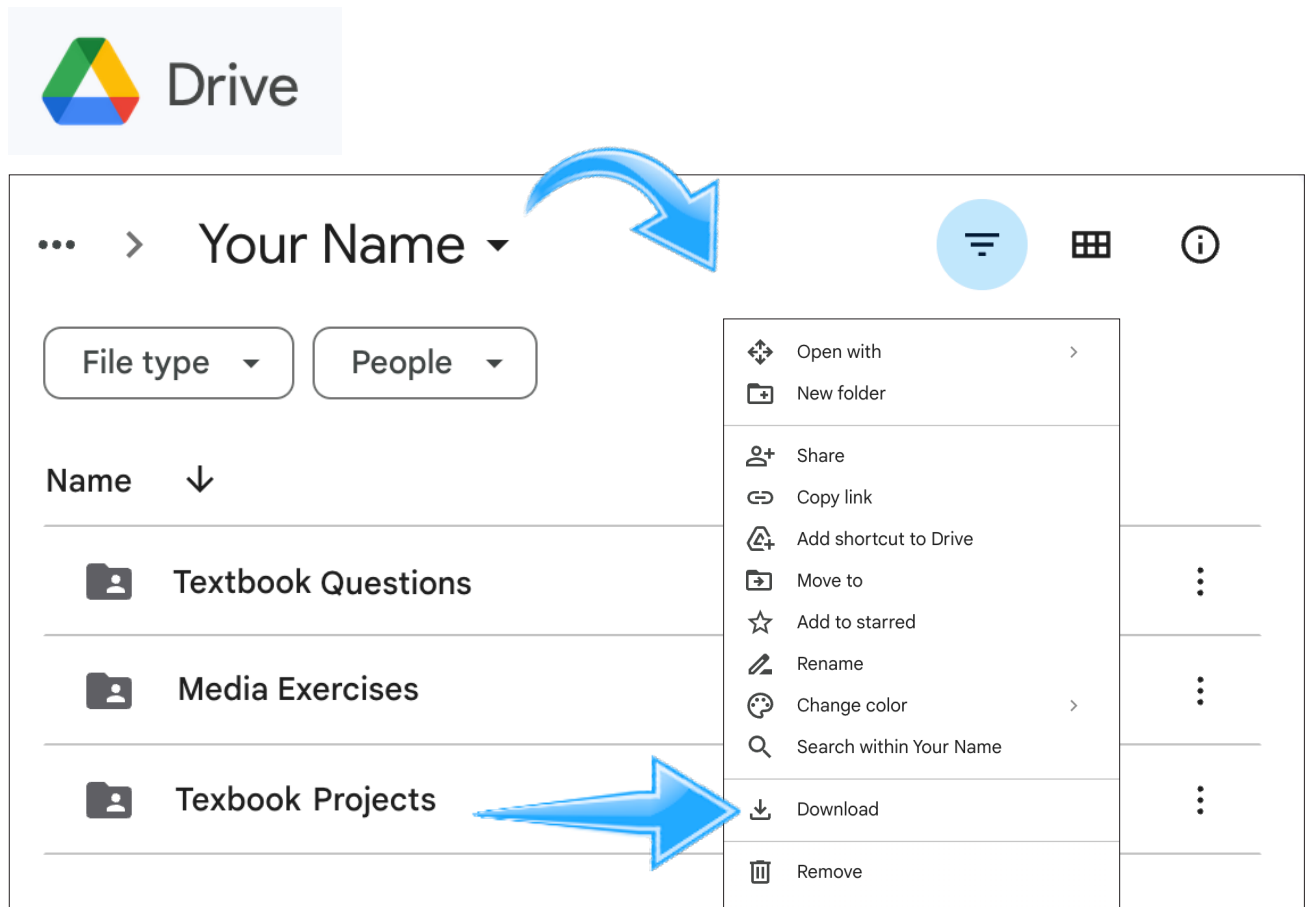 Drive
Your Name
File type
People
Name
Textbook Questions
Media Exercises
Texbook Projects
Open with
New folder
Share
Copy link
Add shortcut to Drive
Move to
Add to starred
Rename
Change color
Search within Your Name
Download
Remove